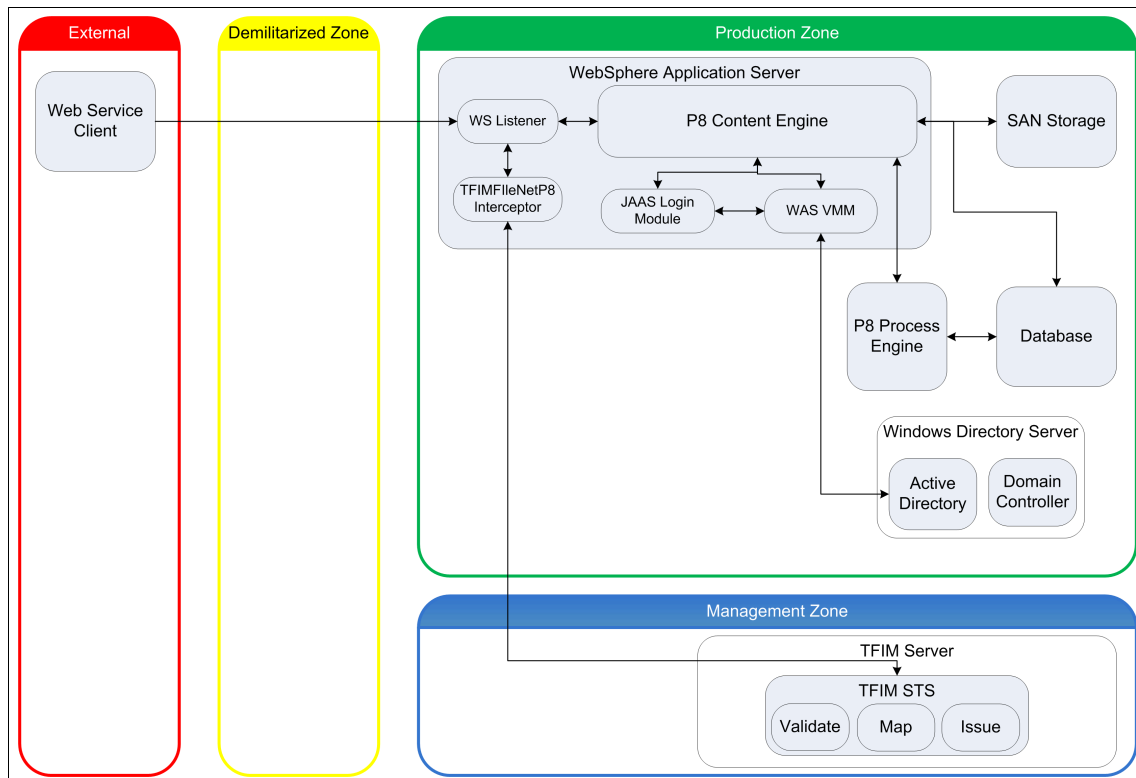 External
Demilitarized Zone
Production Zone
Web Service
Client
WebSphere Application Server
WS Listener
P8 Content Engine
SAN Storage
TFIMFIleNetP8
Interceptor
JAAS Login
Module
WAS VMM
P8 Process
Engine
Database
Windows Directory Server
Active
Directory
Domain
Controller
Management Zone
TFIM Server
TFIM STS
Validate
Map
Issue